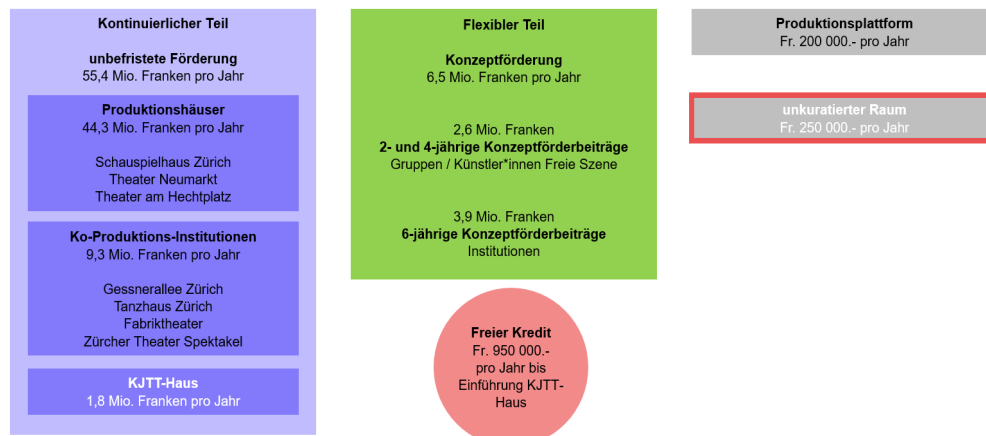 Kontinuierlicher Teil
unbefristete Förderung
55,4 Mio. Franken pro Jahr
Produktionshäuser
44,3 Mio. Franken pro Jahr
Schauspielhaus Zürich
Theater Neumarkt
Theater am Hechtplatz
Ko-Produktions-Institutionen
9,3 Mio. Franken pro Jahr
Gessnerallee Zürich
Tanzhaus Zürich
Fabriktheater
Zürcher Theater Spektakel
KJTT-Haus
1,8 Mio. Franken pro Jahr
Flexibler Teil
Konzeptförderung
6,5 Mio. Franken pro Jahr
2,6 Mio. Franken
2- und 4-jährige Konzeptförderbeiträge
Gruppen / Künstler*innen Freie Szene
3,9 Mio. Franken
6-jährige Konzeptförderbeiträge
Institutionen
Freier Kredit
Fr. 950 000.-
pro Jahr bis
Einführung KJTT-
Haus
Produktionsplattform
Fr. 200 000.- pro Jahr
unkuratierter Raum
Fr. 250 000.- pro Jahr